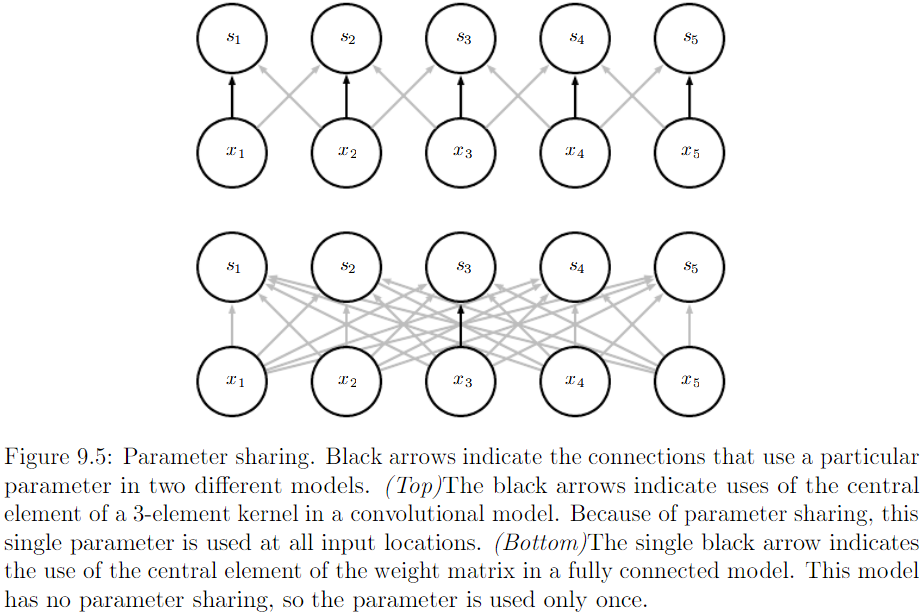 s1 s2 s3 s4 s5
x1 x2 x3 x4 x5
s1 s2 s3 s4 s5
x1 x2 x3 x4 x5
Figure 9.5: Parameter sharing. Black arrows indicate the connections that use a particular
parameter in two different models. (Top)The black arrows indicate uses of the central
element of a 3-element kernel in a convolutional model. Because of parameter sharing, this
single parameter is used at all input locations. (Bottom)The single black arrow indicates
the use of the central element of the weight matrix in a fully connected model. This model
has no parameter sharing, so the parameter is used only once.